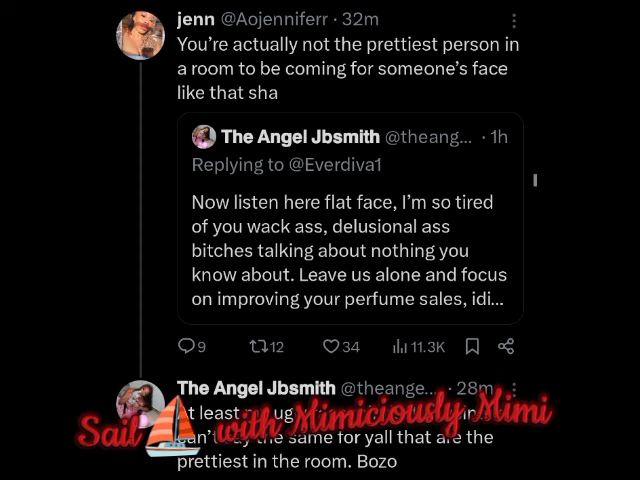 jenn @Aojenniferr · 32m
You’re actually not the prettiest person in
a room to be coming for someone’s face
like that sha
The Angel Jbsmith @theang... · 1h
Replying to @Everdiva1
Now listen here flat face, I’m so tired
of you wack ass, delusional ass
bitches talking about nothing you
know about. Leave us alone and focus
on improving your perfume sales, idi...
9 12 34 11.3K
The Angel Jbsmith @theange... · 28m
At least
Sail with Mimiciously Mimi
the same for yall that are the
prettiest in the room. Bozo